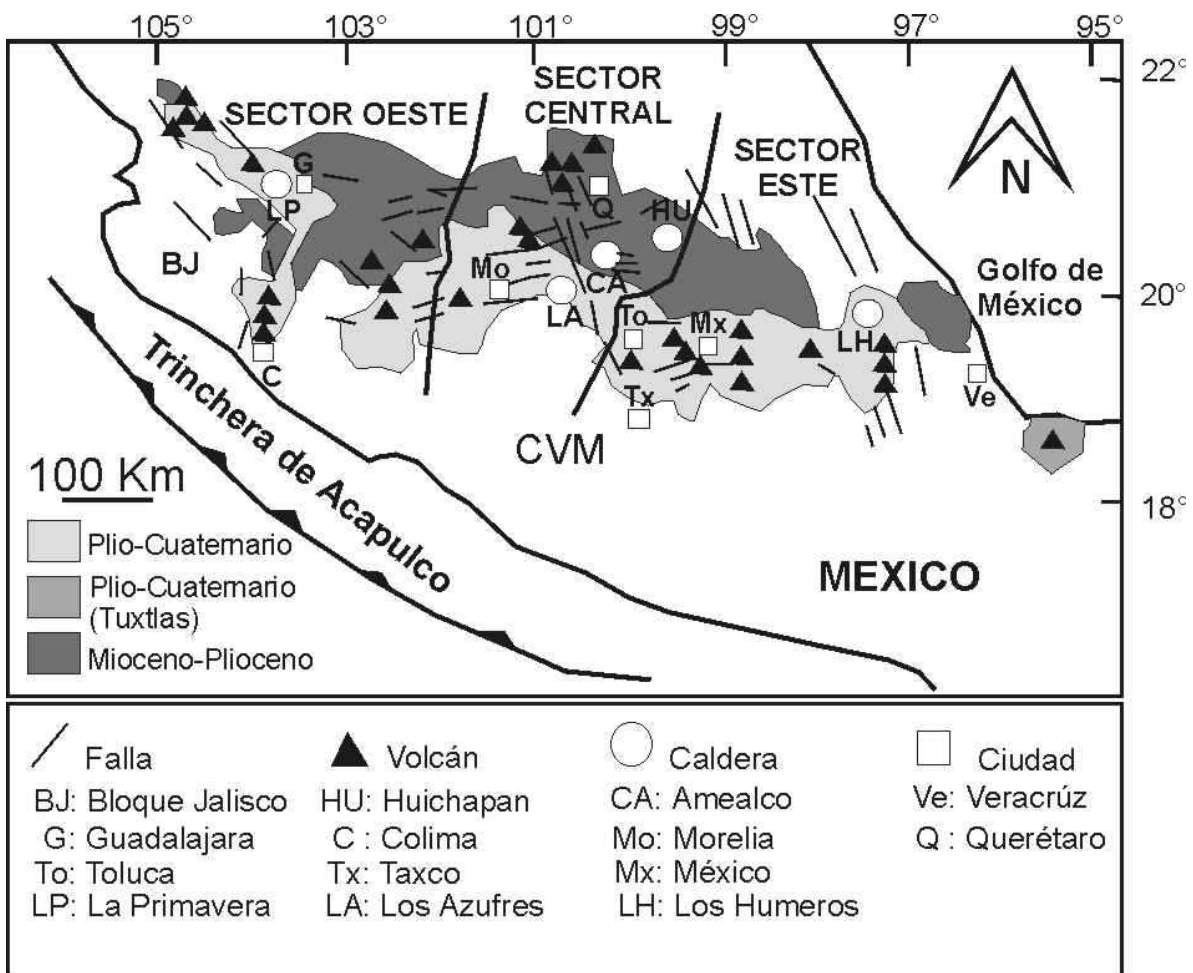 105° 103° 101° 99° 97° 95°
22°
20°
18°
SECTOR OESTE
SECTOR
CENTRAL
SECTOR
ESTE
N
G
LP
BJ
Q
HU
Mo
CA
LA
To
Mx
LH
Golfo de
México
C
Tx
Ve
CVM
Trinchera de Acapulco
MEXICO
100 Km
Plio-Cuaternario
Plio-Cuaternario
(Tuxtlas)
Mioceno-Plioceno
Falla Volcán Caldera Ciudad
BJ: Bloque Jalisco HU: Huichapan CA: Amealco Ve: Veracrúz
G: Guadalajara C : Colima Mo: Morelia Q : Querétaro
To: Toluca Tx: Taxco Mx: México
LP: La Primavera LA: Los Azufres LH: Los Humeros